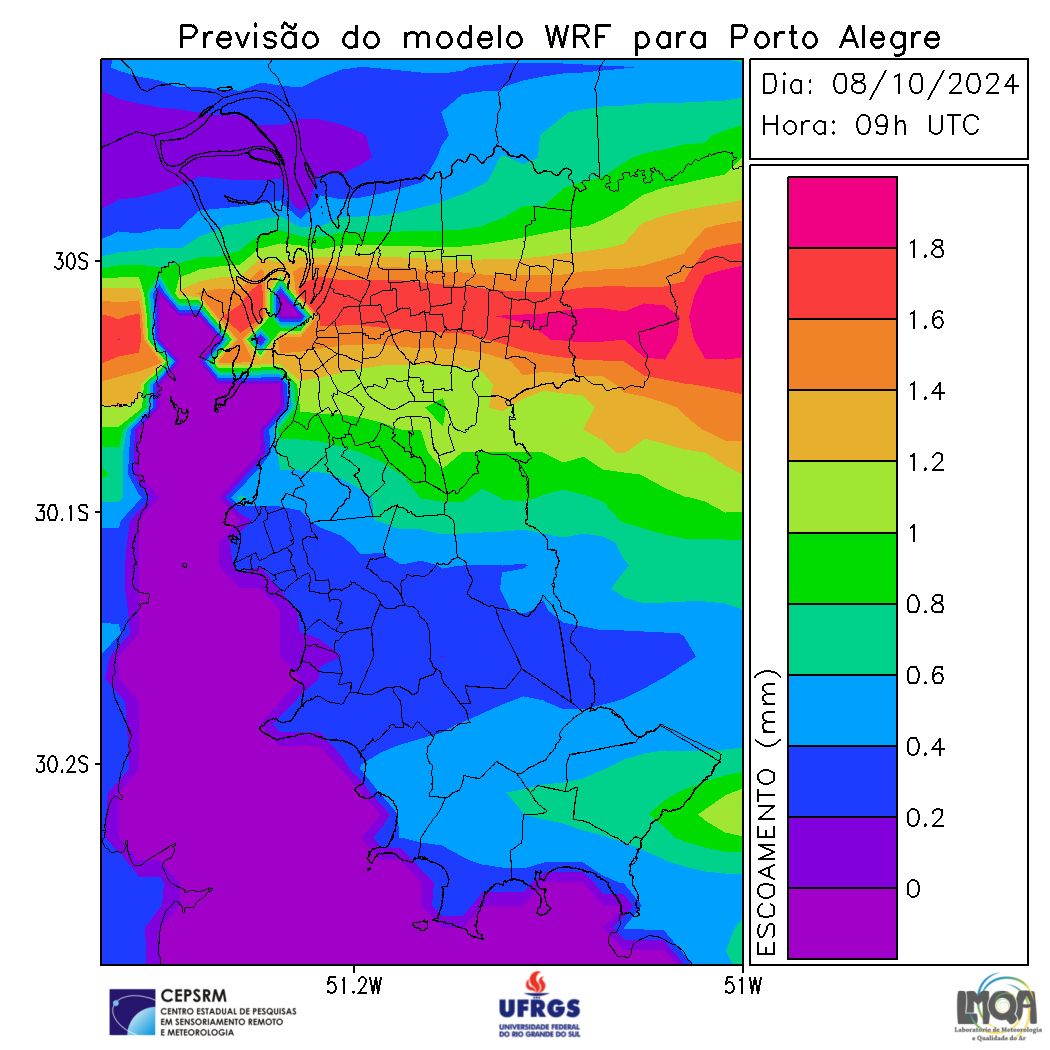 Previsão do modelo WRF para Porto Alegre
Dia: 08/10/2024
Hora: 09h UTC
30S
30.1S
30.2S
51.2W
51W
ESCOAMENTO (mm)
1.8
1.6
1.4
1.2
1
0.8
0.6
0.4
0.2
0
CEPSRM
CENTRO ESTADUAL DE PESQUISAS
EM SENSORIAMENTO REMOTO
E METEOROLOGIA
UFRGS
UNIVERSIDADE FEDERAL
DO RIO GRANDE DO SUL
LMQA
Laboratório de Meteorologia
e Qualidade do Ar